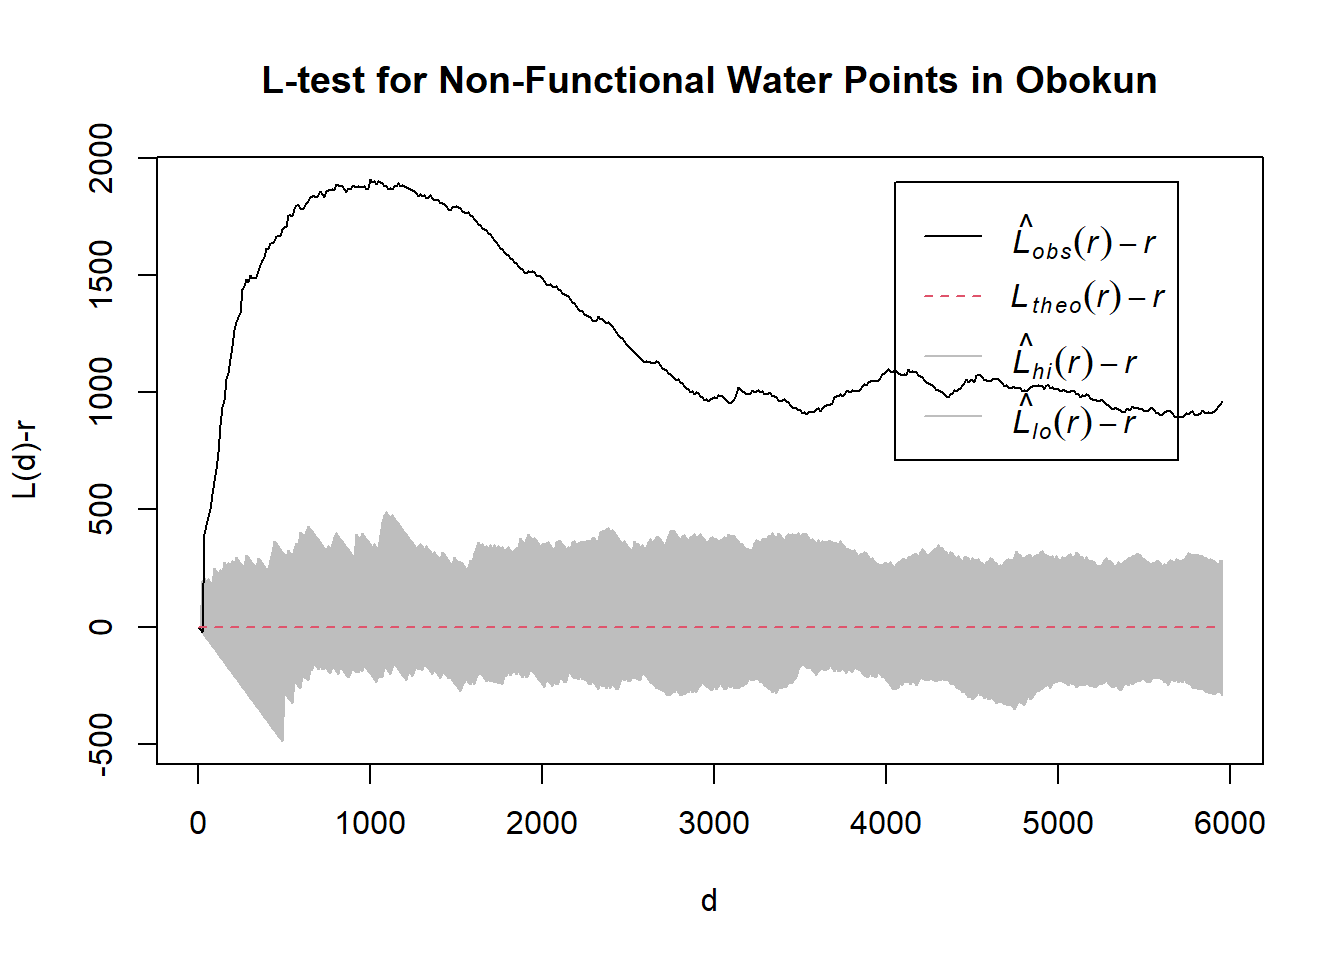 L-test for Non-Functional Water Points in Obokun
L(d)-r
2000
1500
1000
500
0
-500
L̂obs(r) – r
Ltheo(r) – r
L̂hi(r) – r
L̂lo(r) – r
0 1000 2000 3000 4000 5000 6000
d